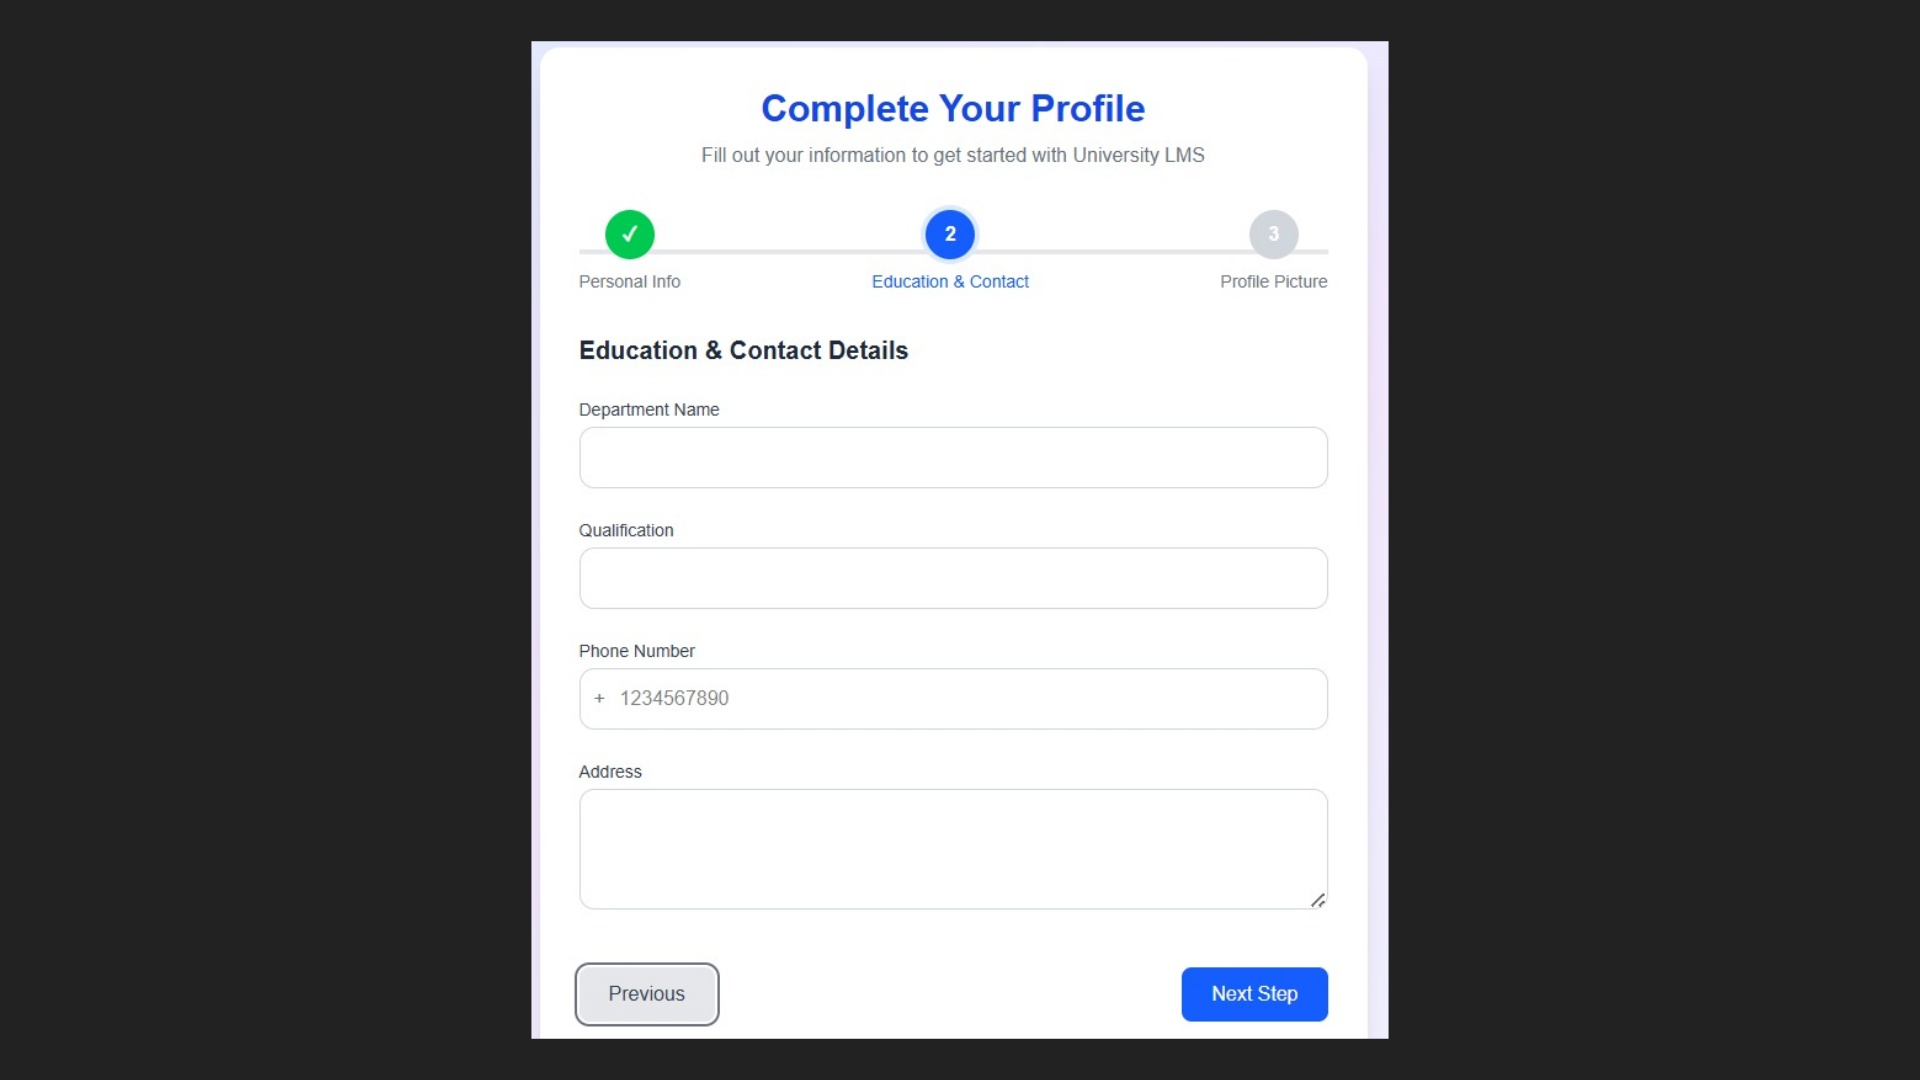 Complete Your Profile
Fill out your information to get started with University LMS
✓ 2 3
Personal Info Education & Contact Profile Picture
Education & Contact Details
Department Name
Qualification
Phone Number
+ 1234567890
Address
Previous Next Step